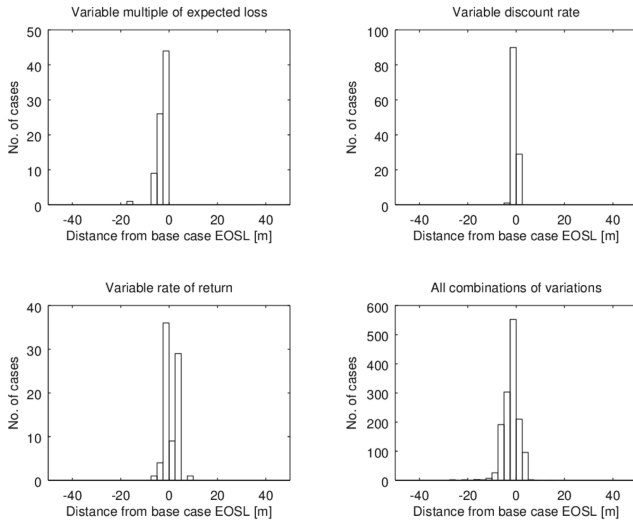 Variable multiple of expected loss
No. of cases
50
40
30
20
10
0
-40 -20 0 20 40
Distance from base case EOSL [m]
Variable discount rate
No. of cases
100
80
60
40
20
0
-40 -20 0 20 40
Distance from base case EOSL [m]
Variable rate of return
No. of cases
40
30
20
10
0
-40 -20 0 20 40
Distance from base case EOSL [m]
All combinations of variations
No. of cases
600
500
400
300
200
100
-40 -20 0 20 40
Distance from base case EOSL [m]